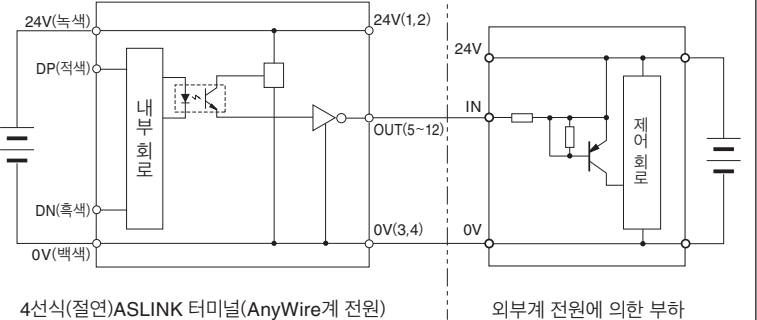 24V(녹색)
24V(1,2)
DP(적색)
내부 회로
OUT(5~12)
DN(흑색)
0V(백색)
0V(3,4)
24V
IN
제어 회로
0V
4선식(절연)ASLINK 터미널(AnyWire계 전원)
외부계 전원에 의한 부하